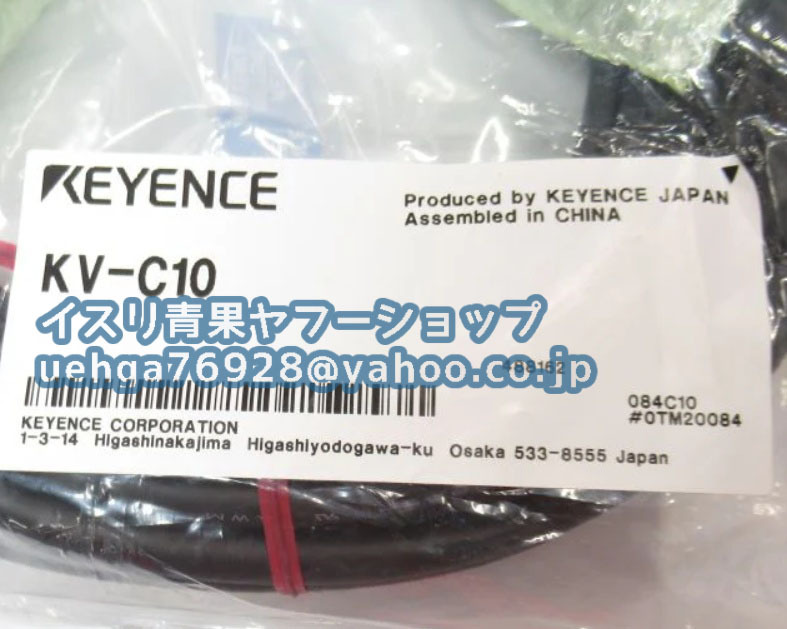 KEYENCE
Produced by KEYENCE JAPAN
Assembled in CHINA
KV-C10
イスリ青果ヤフーショップ
uehga76928@yahoo.co.jp
488162
084C10
#0TM20084
KEYENCE CORPORATION
1-3-14 Higashinakajima Higashiyodogawa-ku Osaka 533-8555 Japan